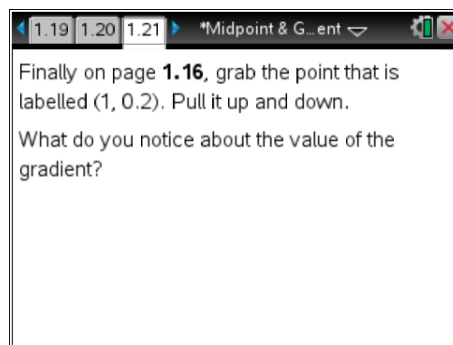 1.19 1.20 1.21 *Midpoint & G...ent
Finally on page 1.16, grab the point that is
labelled (1, 0.2). Pull it up and down.
What do you notice about the value of the
gradient?